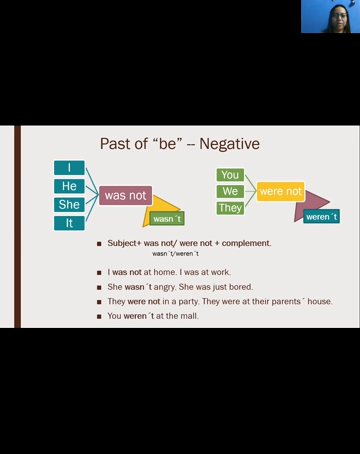 Past of “be” -- Negative
I
He
She
It
was not
wasn´t
You
We
They
were not
weren´t
Subject+ was not/ were not + complement.
wasn´t/weren´t
I was not at home. I was at work.
She wasn´t angry. She was just bored.
They were not in a party. They were at their parents´ house.
You weren´t at the mall.